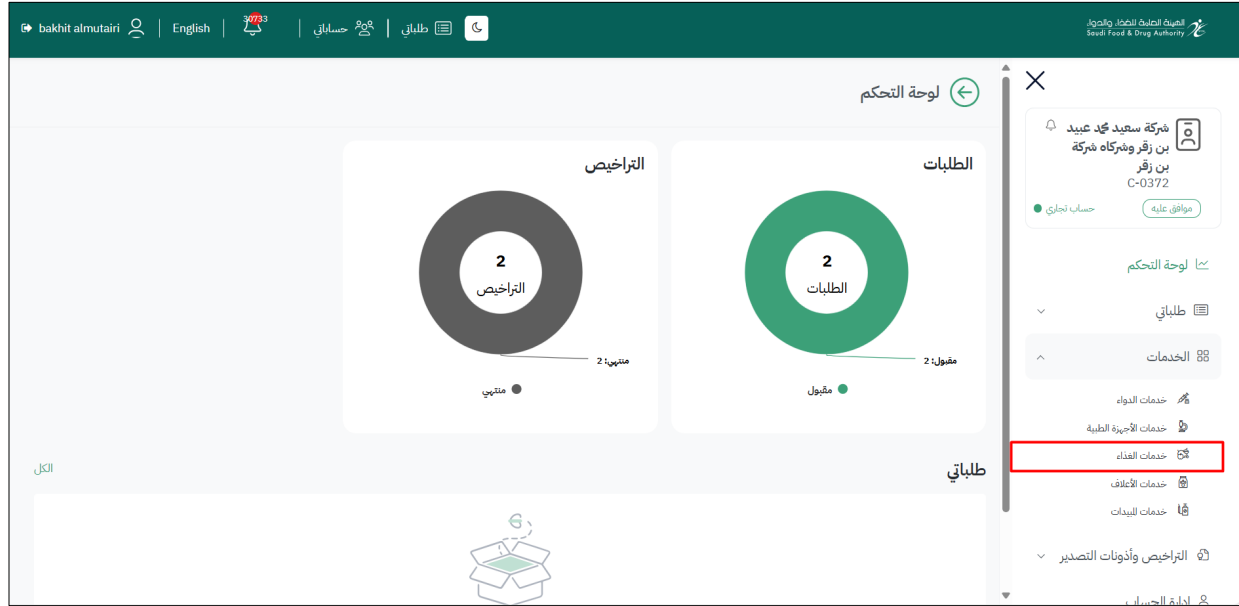 الهيئة العامة للغذاء والدواء
Saudi Food & Drug Authority
طلباتي
حساباتي
30733
English
bakhit almutairi
شركة سعيد محمد عبيد
بن زقر وشركاه شركة
بن زقر
C-0372
موافق عليه
حساب تجاري
لوحة التحكم
طلباتي
الخدمات
خدمات الدواء
خدمات الأجهزة الطبية
خدمات الغذاء
خدمات الأعلاف
خدمات المبيدات
التراخيص وأذونات التصدير
إدارة الحساب
لوحة التحكم
الطلبات
2
الطلبات
مقبول: 2
مقبول
التراخيص
2
التراخيص
منتهي: 2
منتهي
طلباتي
الكل